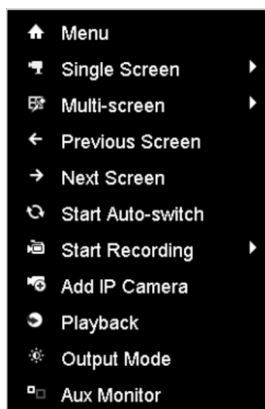 Menu
Single Screen
Multi-screen
Previous Screen
Next Screen
Start Auto-switch
Start Recording
Add IP Camera
Playback
Output Mode
Aux Monitor